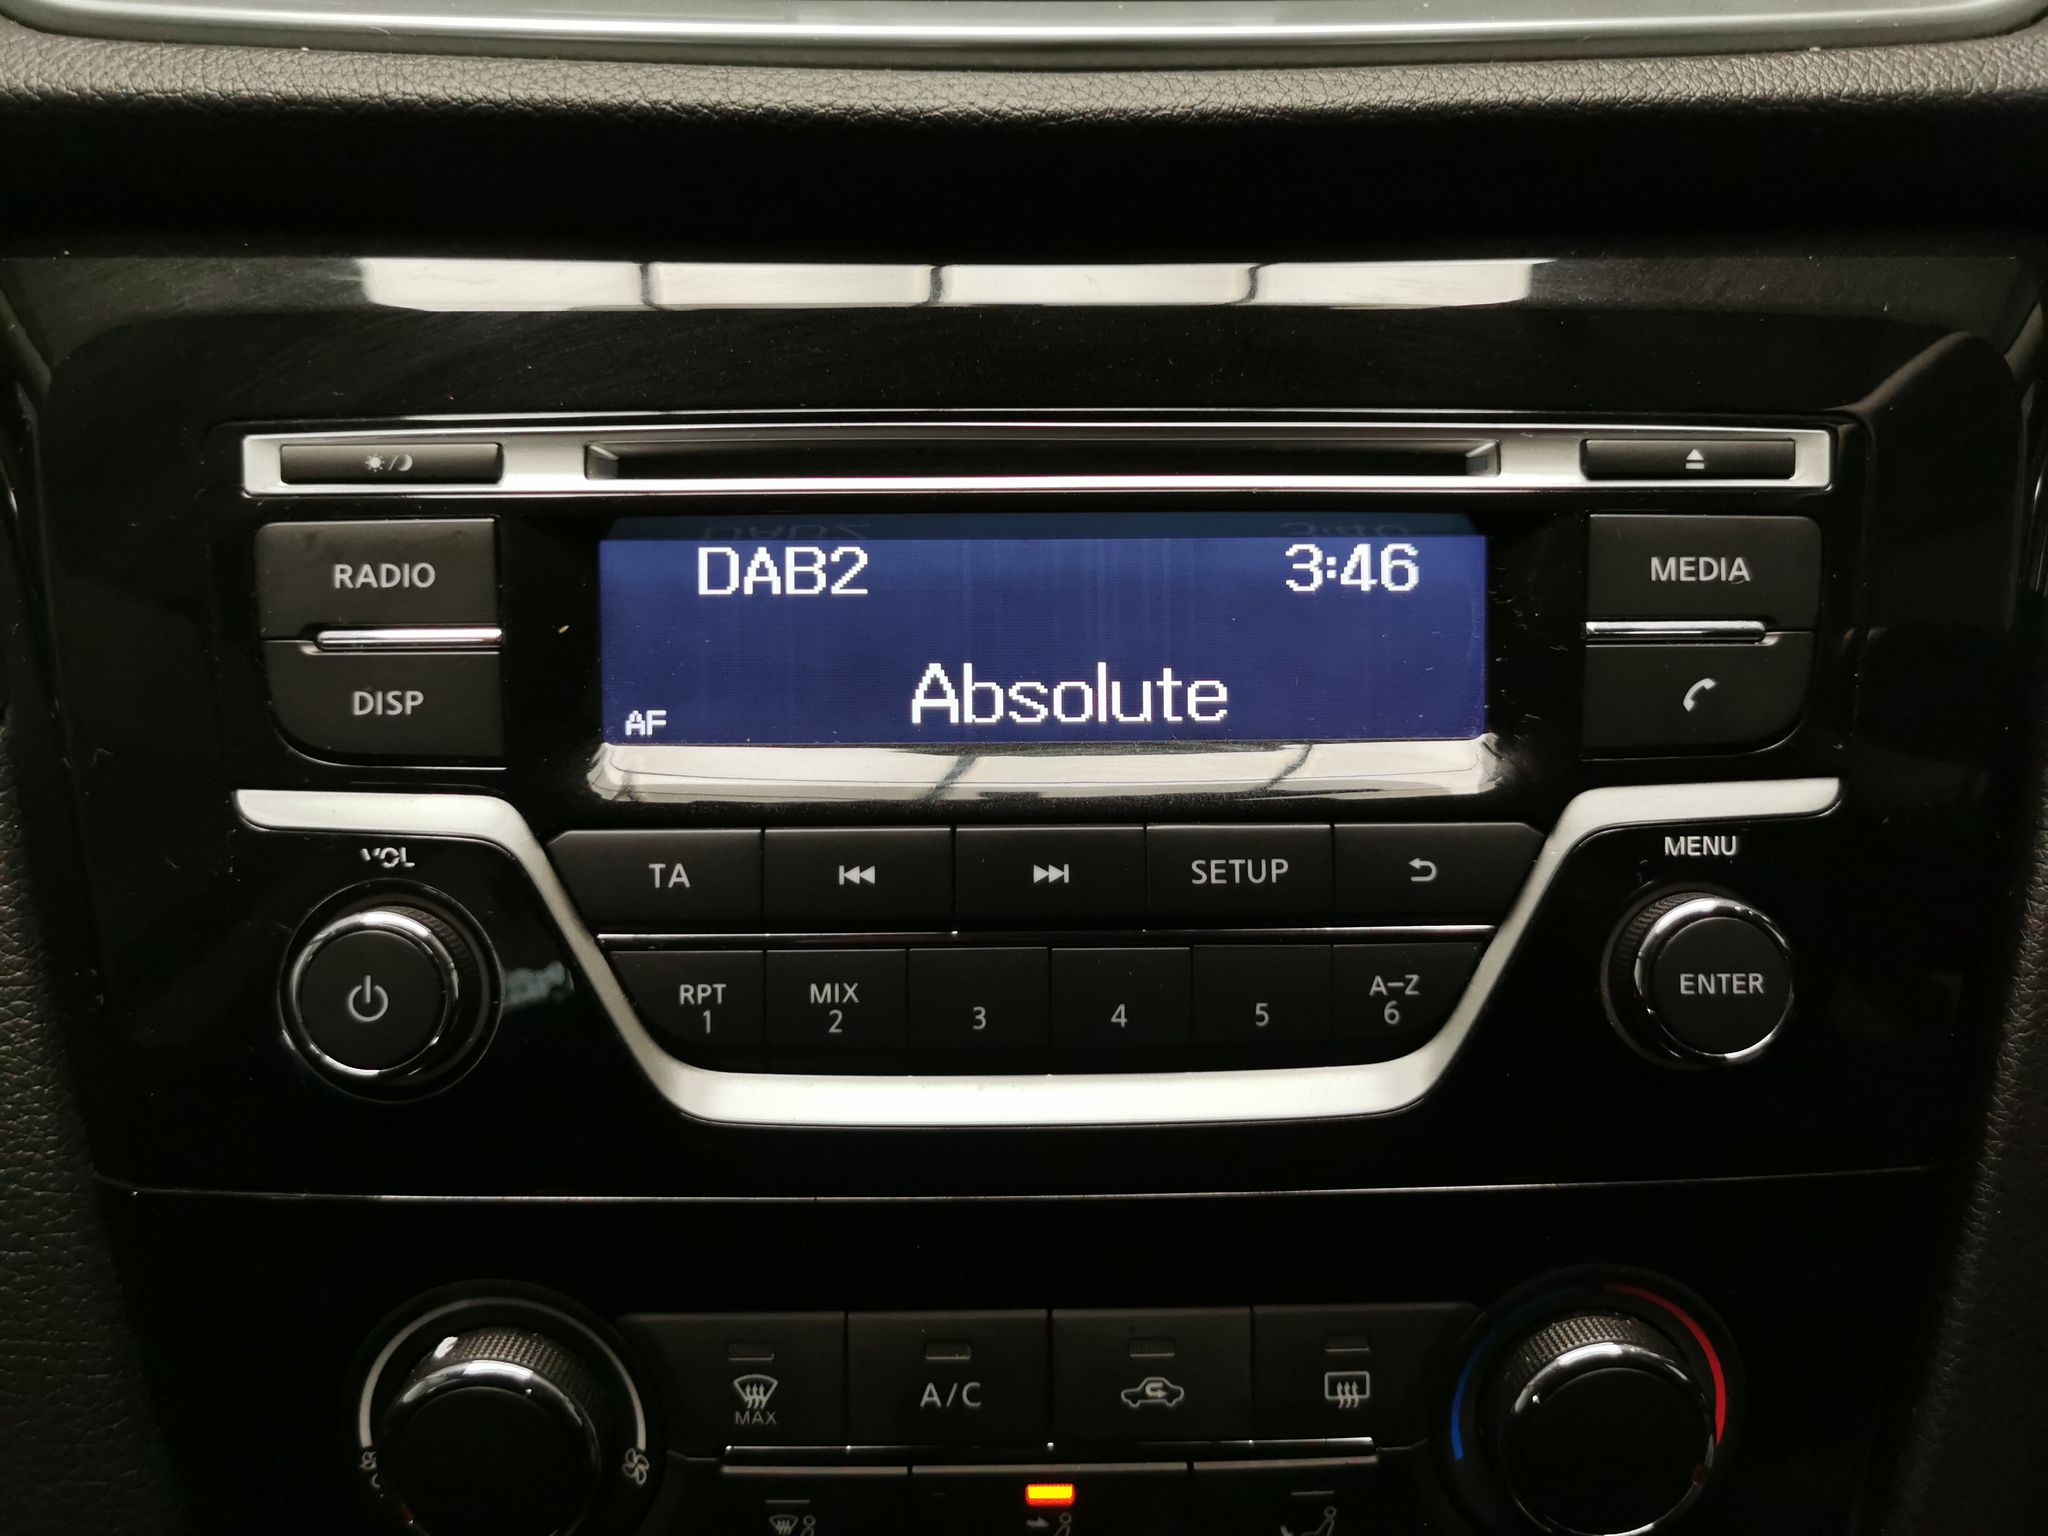 DAB2 3:46
RADIO
MEDIA
Absolute
DISP
AF
VOL
MENU
TA
SETUP
ENTER
RPT
1
MIX
2
3
4
5
A-Z
6
MAX
A/C